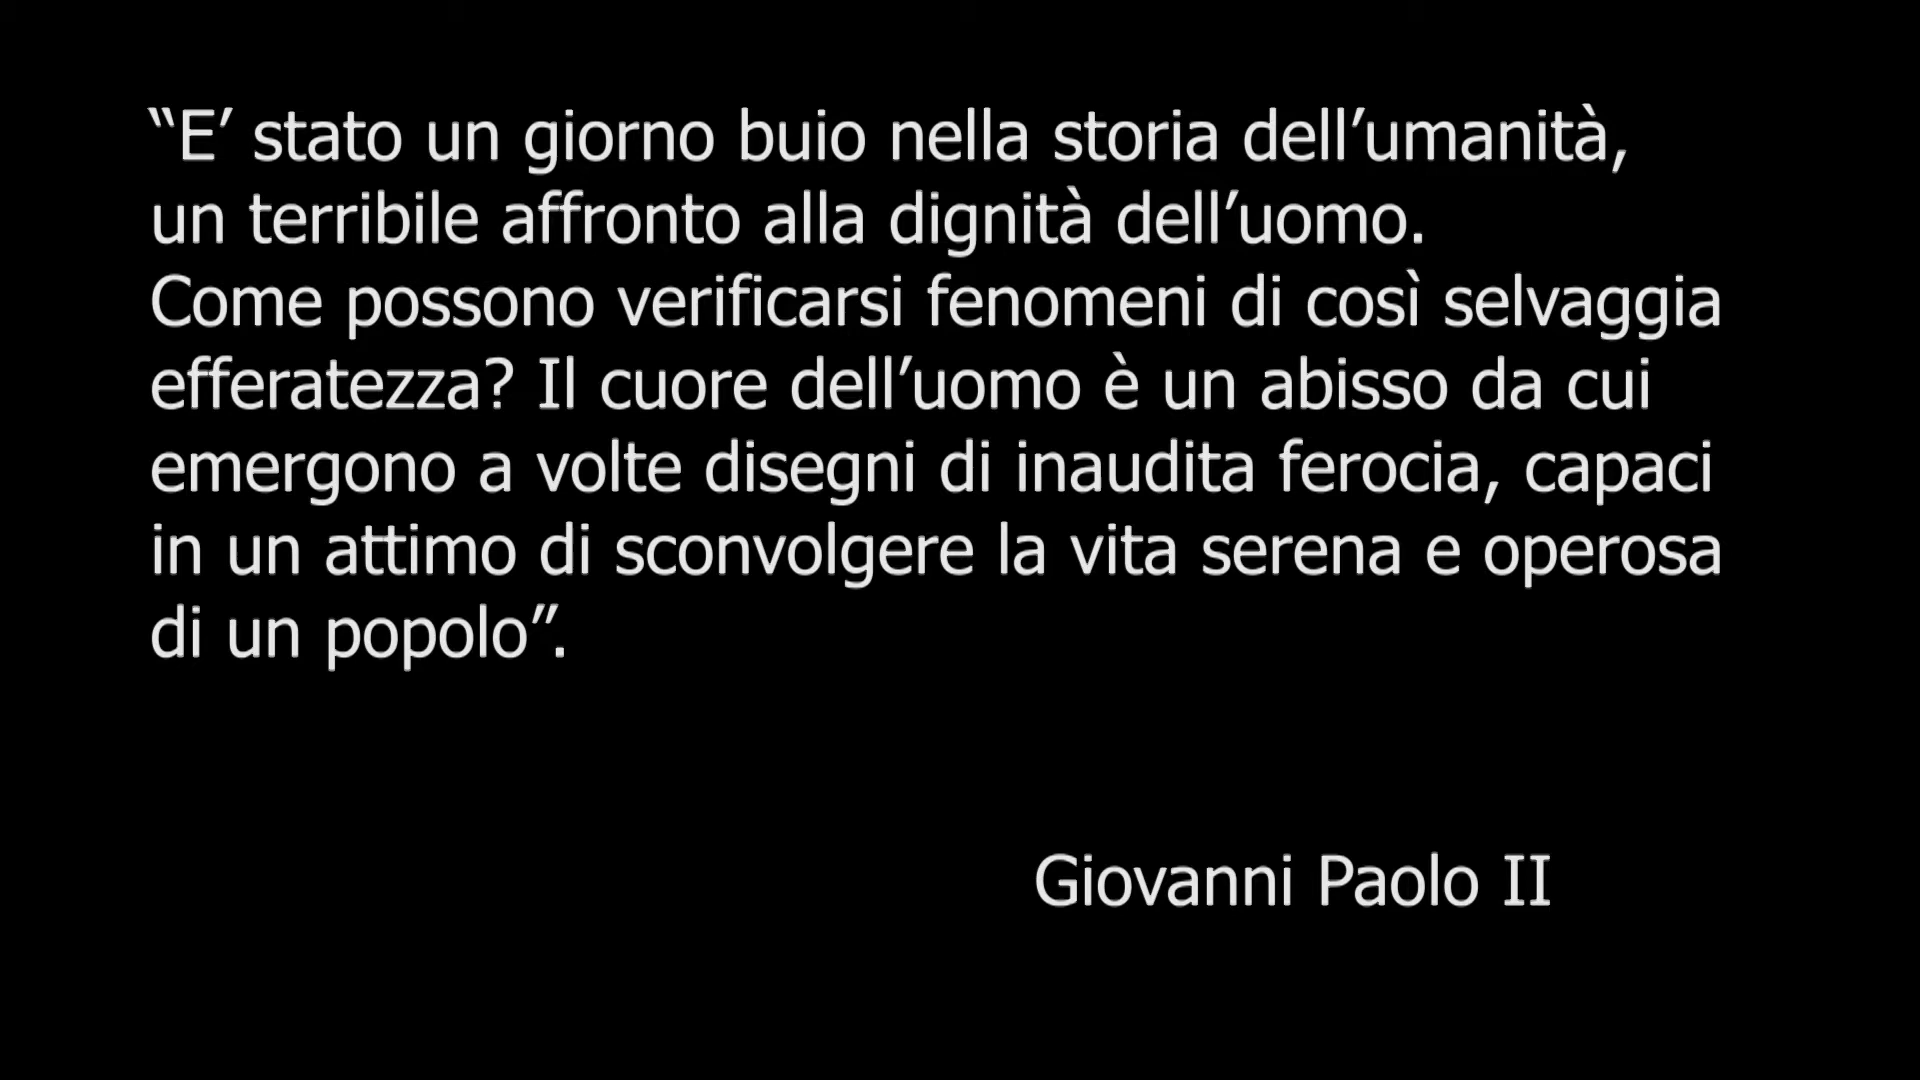 “E’ stato un giorno buio nella storia dell’umanità,
un terribile affronto alla dignità dell’uomo.
Come possono verificarsi fenomeni di così selvaggia
efferatezza? Il cuore dell’uomo è un abisso da cui
emergono a volte disegni di inaudita ferocia, capaci
in un attimo di sconvolgere la vita serena e operosa
di un popolo”.
Giovanni Paolo II